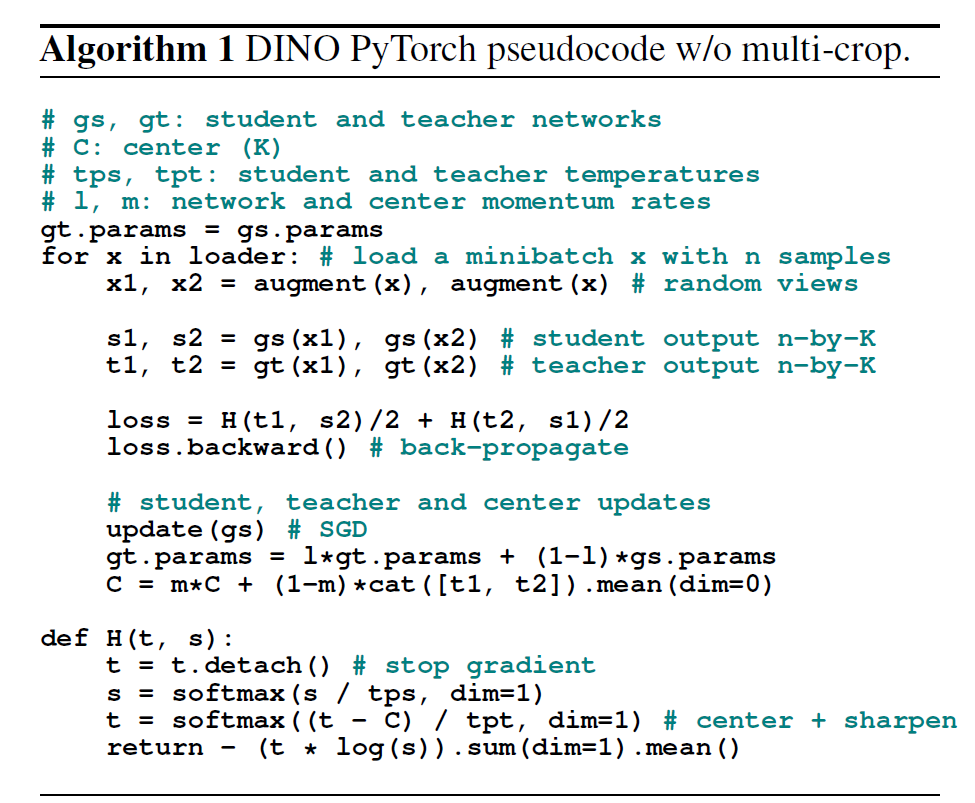 Algorithm 1 DINO PyTorch pseudocode w/o multi-crop.
# gs, gt: student and teacher networks
# C: center (K)
# tps, tpt: student and teacher temperatures
# l, m: network and center momentum rates
gt.params = gs.params
for x in loader: # load a minibatch x with n samples
    x1, x2 = augment(x), augment(x) # random views

    s1, s2 = gs(x1), gs(x2) # student output n-by-K
    t1, t2 = gt(x1), gt(x2) # teacher output n-by-K

    loss = H(t1, s2)/2 + H(t2, s1)/2
    loss.backward() # back-propagate

    # student, teacher and center updates
    update(gs) # SGD
    gt.params = l*gt.params + (1-l)*gs.params
    C = m*C + (1-m)*cat([t1, t2]).mean(dim=0)

def H(t, s):
    t = t.detach() # stop gradient
    s = softmax(s / tps, dim=1)
    t = softmax((t - C) / tpt, dim=1) # center + sharpen
    return - (t * log(s)).sum(dim=1).mean()